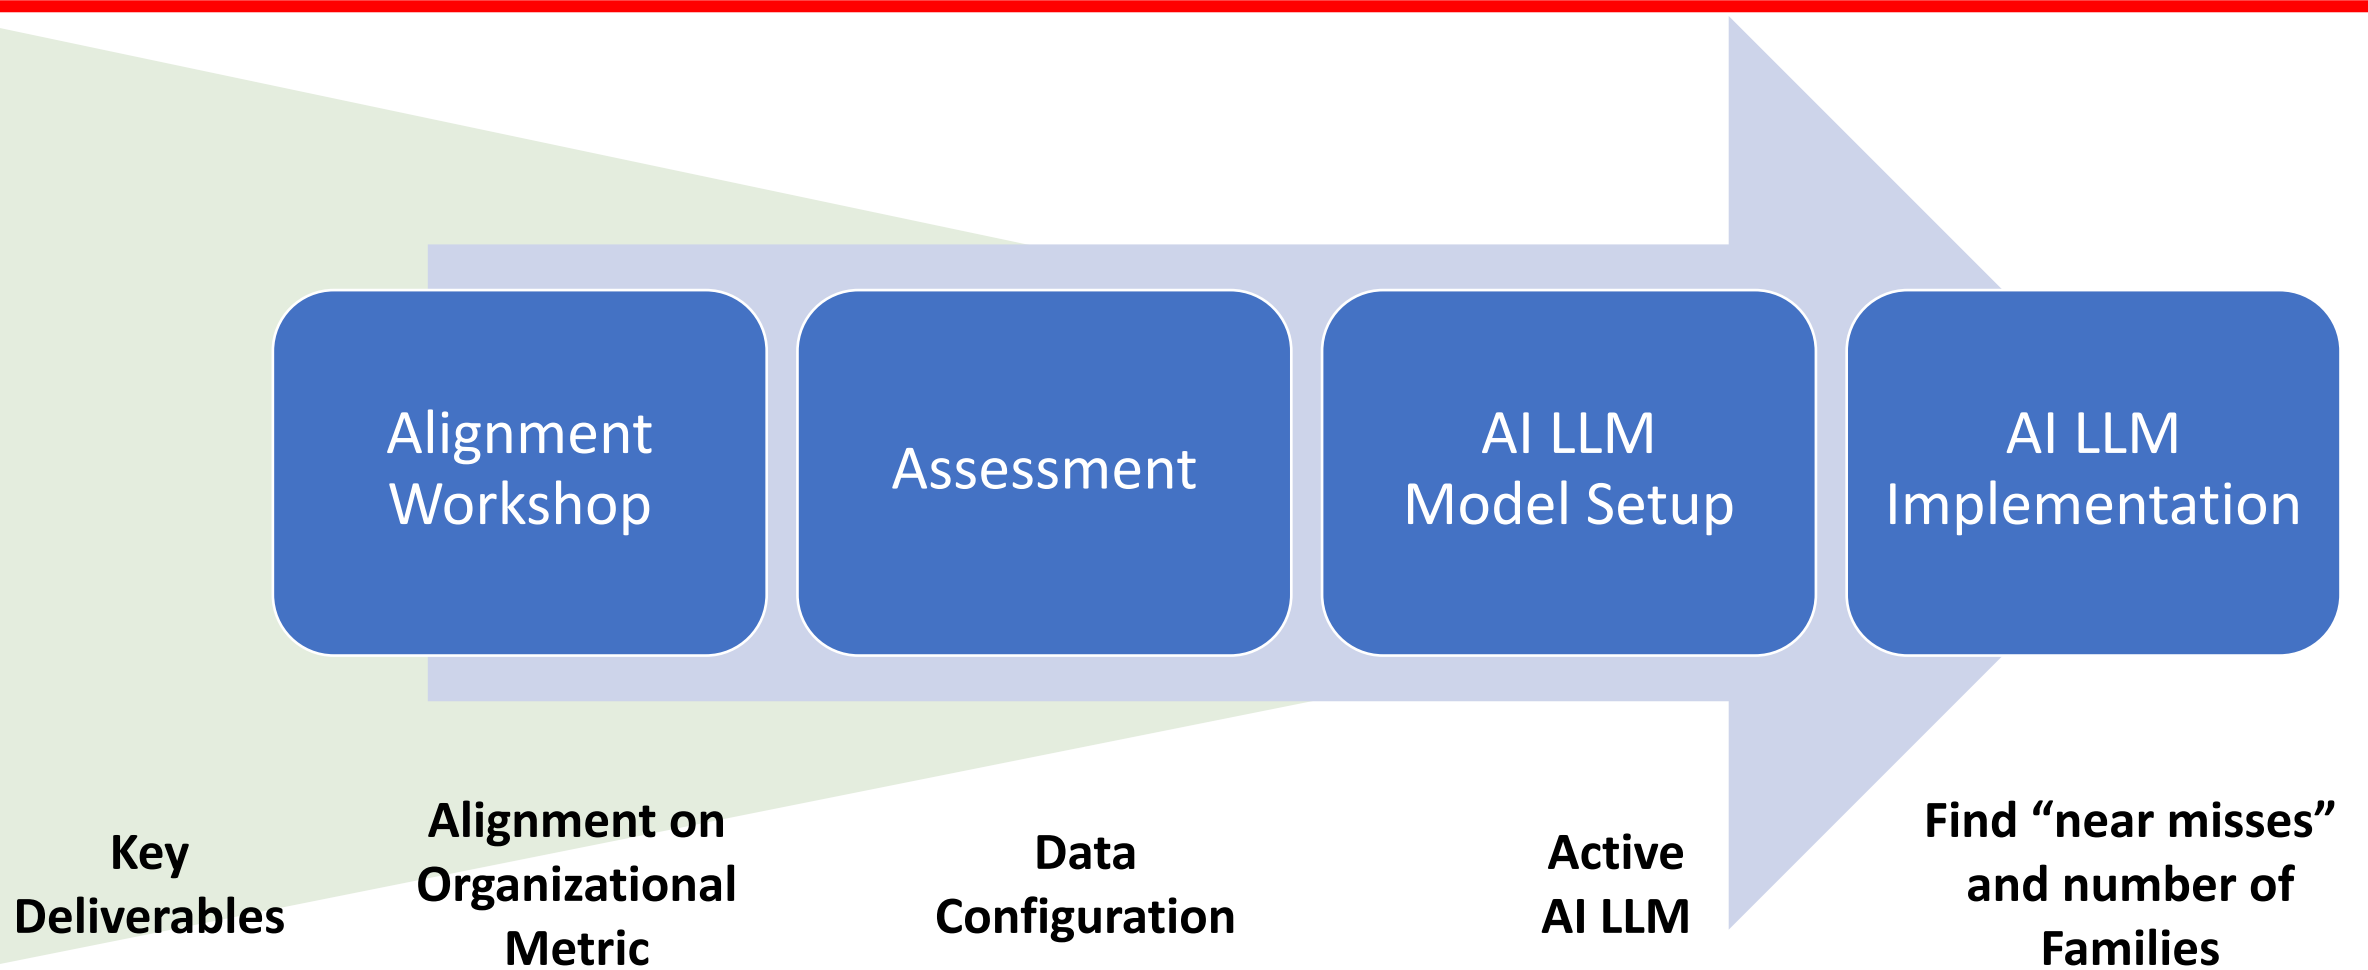 Alignment
Workshop
Assessment
AI LLM
Model Setup
AI LLM
Implementation
Key
Deliverables
Alignment on
Organizational
Metric
Data
Configuration
Active
AI LLM
Find “near misses”
and number of
Families